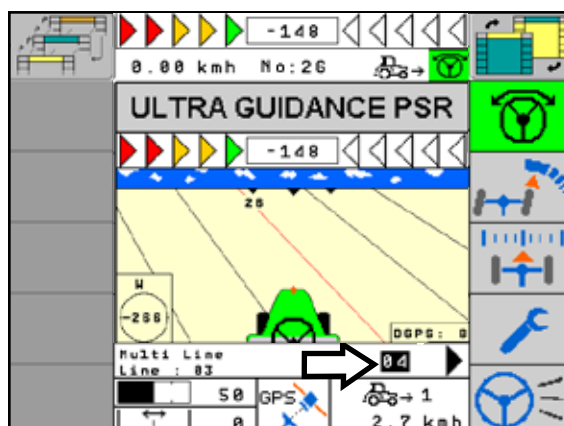 -148
0.00 kmh No:26
ULTRA GUIDANCE PSR
-148
26
W
-266
DGPS: 0
Multi Line
Line : 03
04
50
GPS
→ 1
0
2.7 kmh